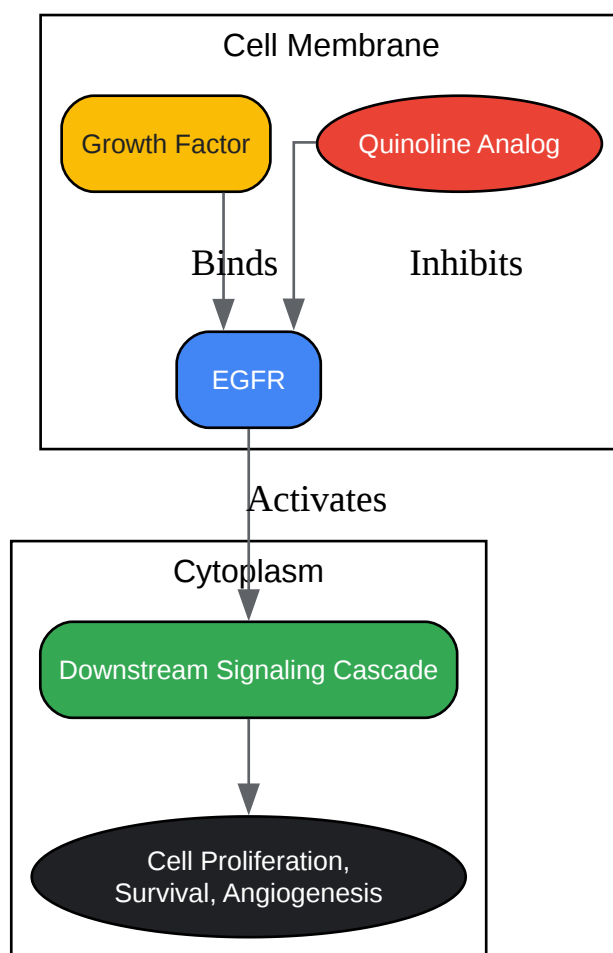 Cell Membrane
Growth Factor
Quinoline Analog
Binds
Inhibits
EGFR
Activates
Cytoplasm
Downstream Signaling Cascade
Cell Proliferation,
Survival, Angiogenesis